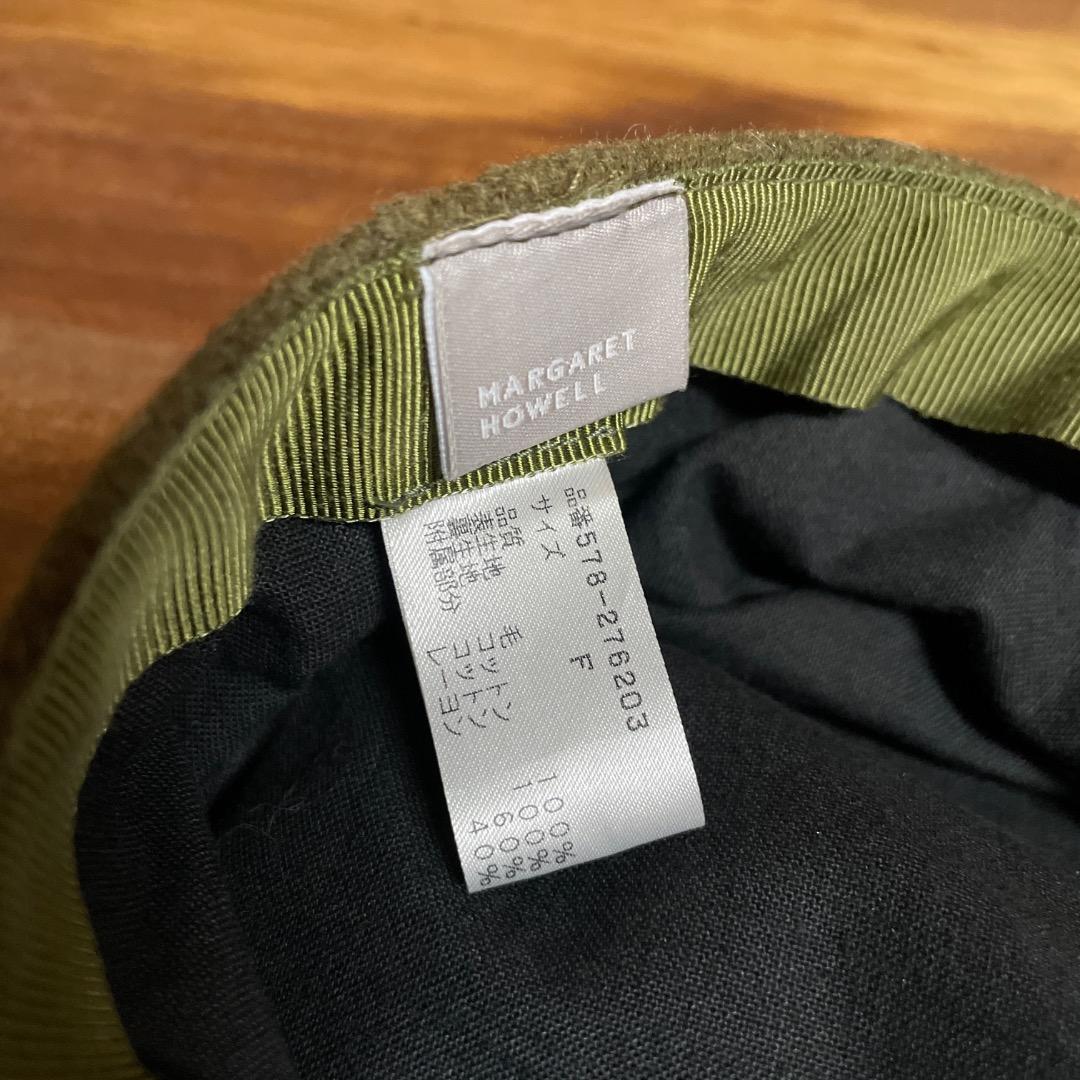 MARGARET
HOWELL
品番578-276203
サイズ F
品質
表生地 毛 100%
裏生地 コットン 100%
附属部分 コットン 60%
レーヨン 40%